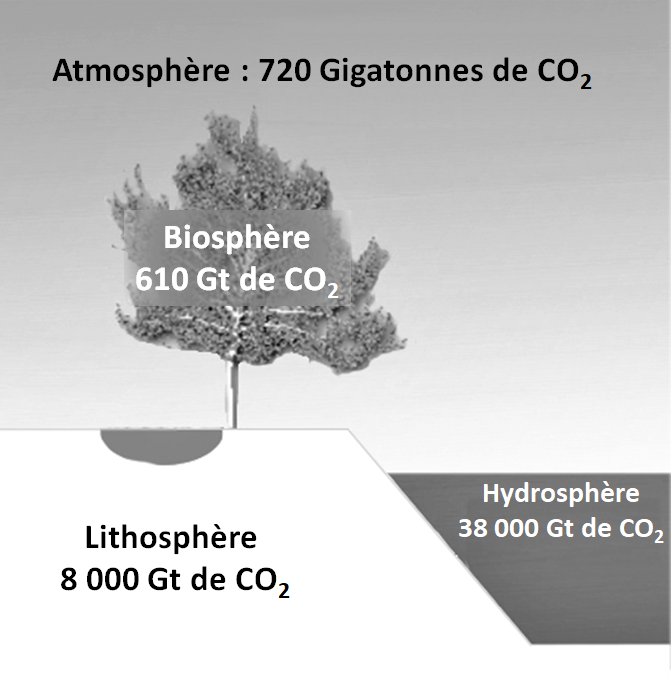 Atmosphère : 720 Gigatonnes de CO₂
Biosphère
610 Gt de CO₂
Hydrosphère
38 000 Gt de CO₂
Lithosphère
8 000 Gt de CO₂